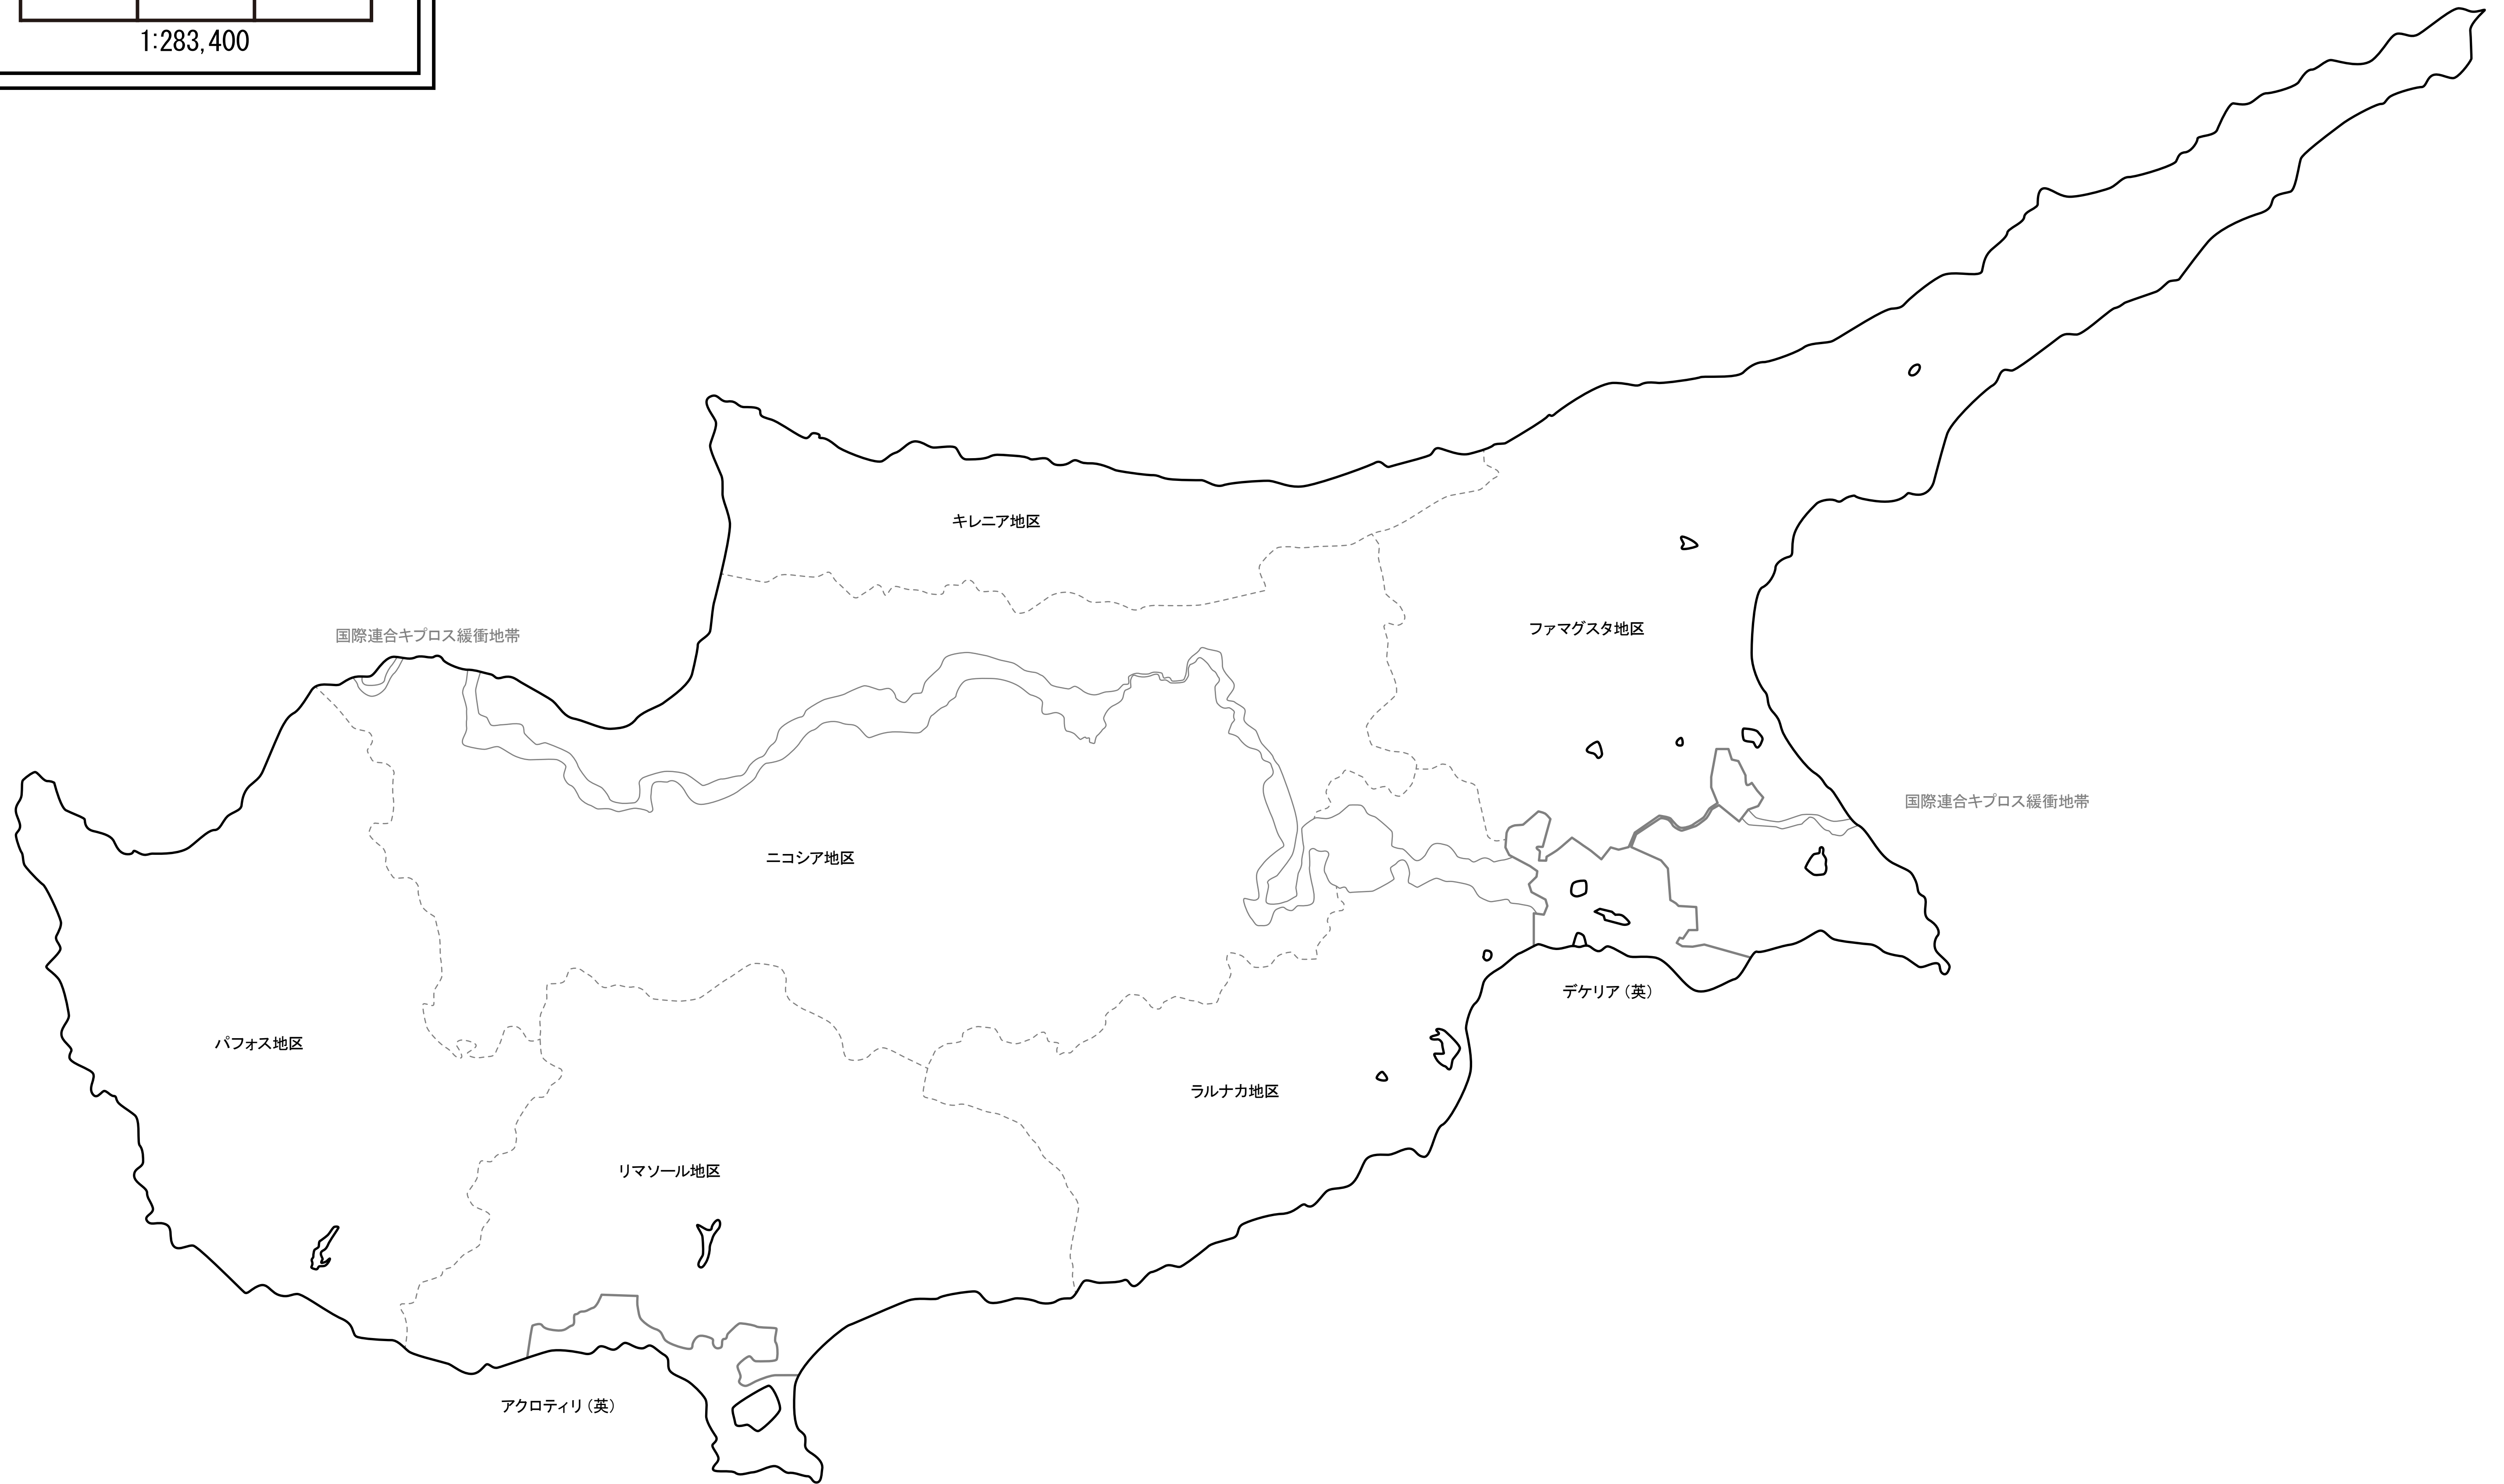 1:283,400
キレニア地区
ファマグスタ地区
国際連合キプロス緩衝地帯
国際連合キプロス緩衝地帯
ニコシア地区
デケリア（英）
パフォス地区
ラルナカ地区
リマソール地区
アクロティリ（英）